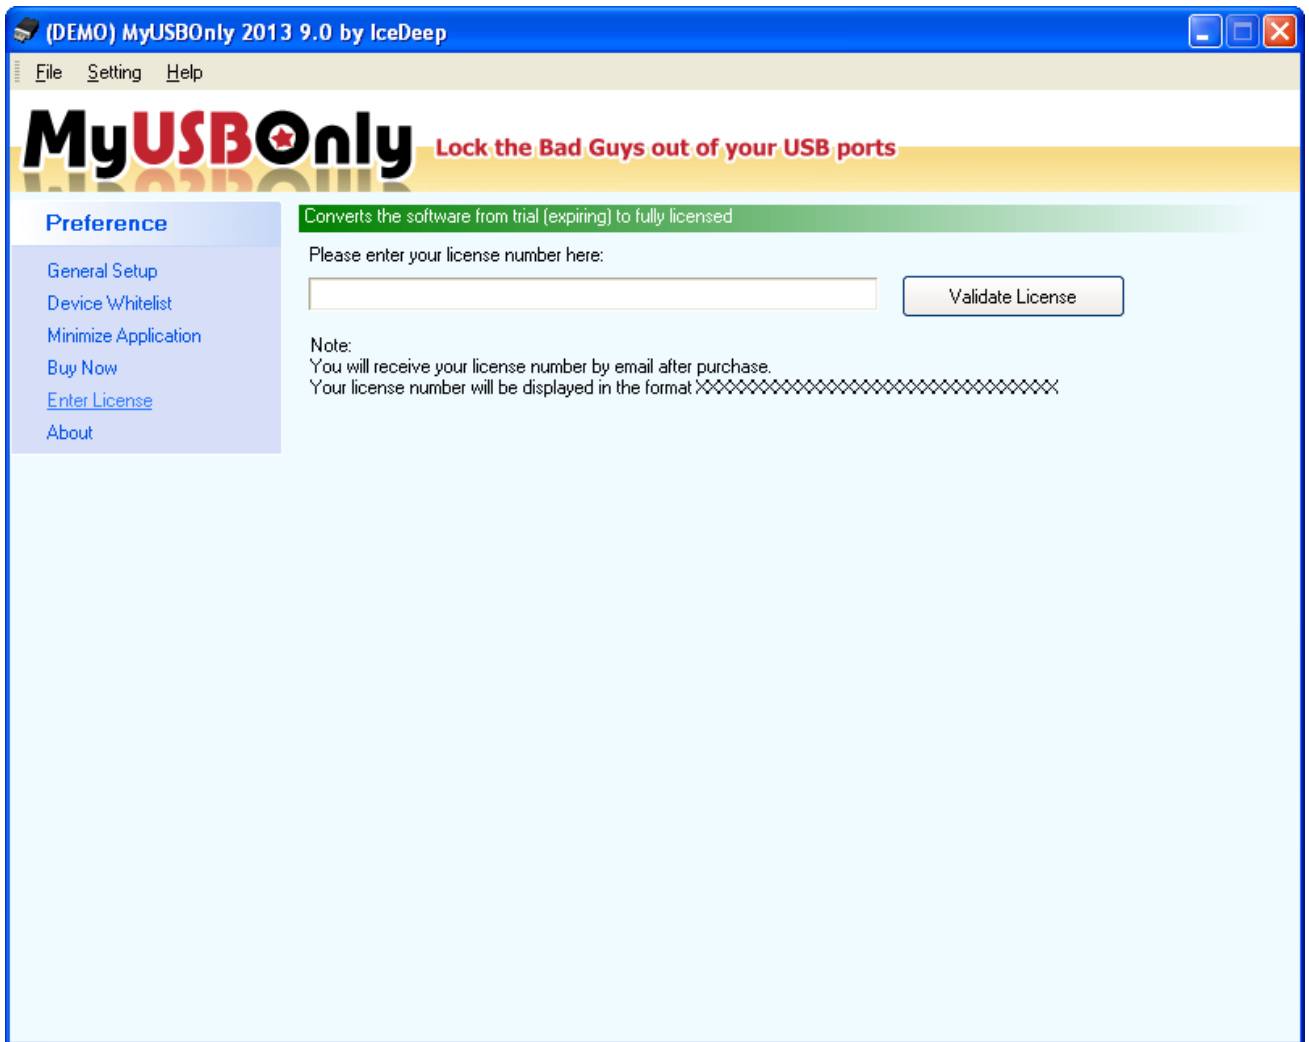 (DEMO) MyUSBOnly 2013 9.0 by IceDeep
File Setting Help
MyUSBOnly Lock the Bad Guys out of your USB ports
Preference
General Setup
Device Whitelist
Minimize Application
Buy Now
Enter License
About
Converts the software from trial (expiring) to fully licensed
Please enter your license number here:
Validate License
Note:
You will receive your license number by email after purchase.
Your license number will be displayed in the format XXXXXXXXXXXXXXXXXXXXXXXXXXXXXXXX